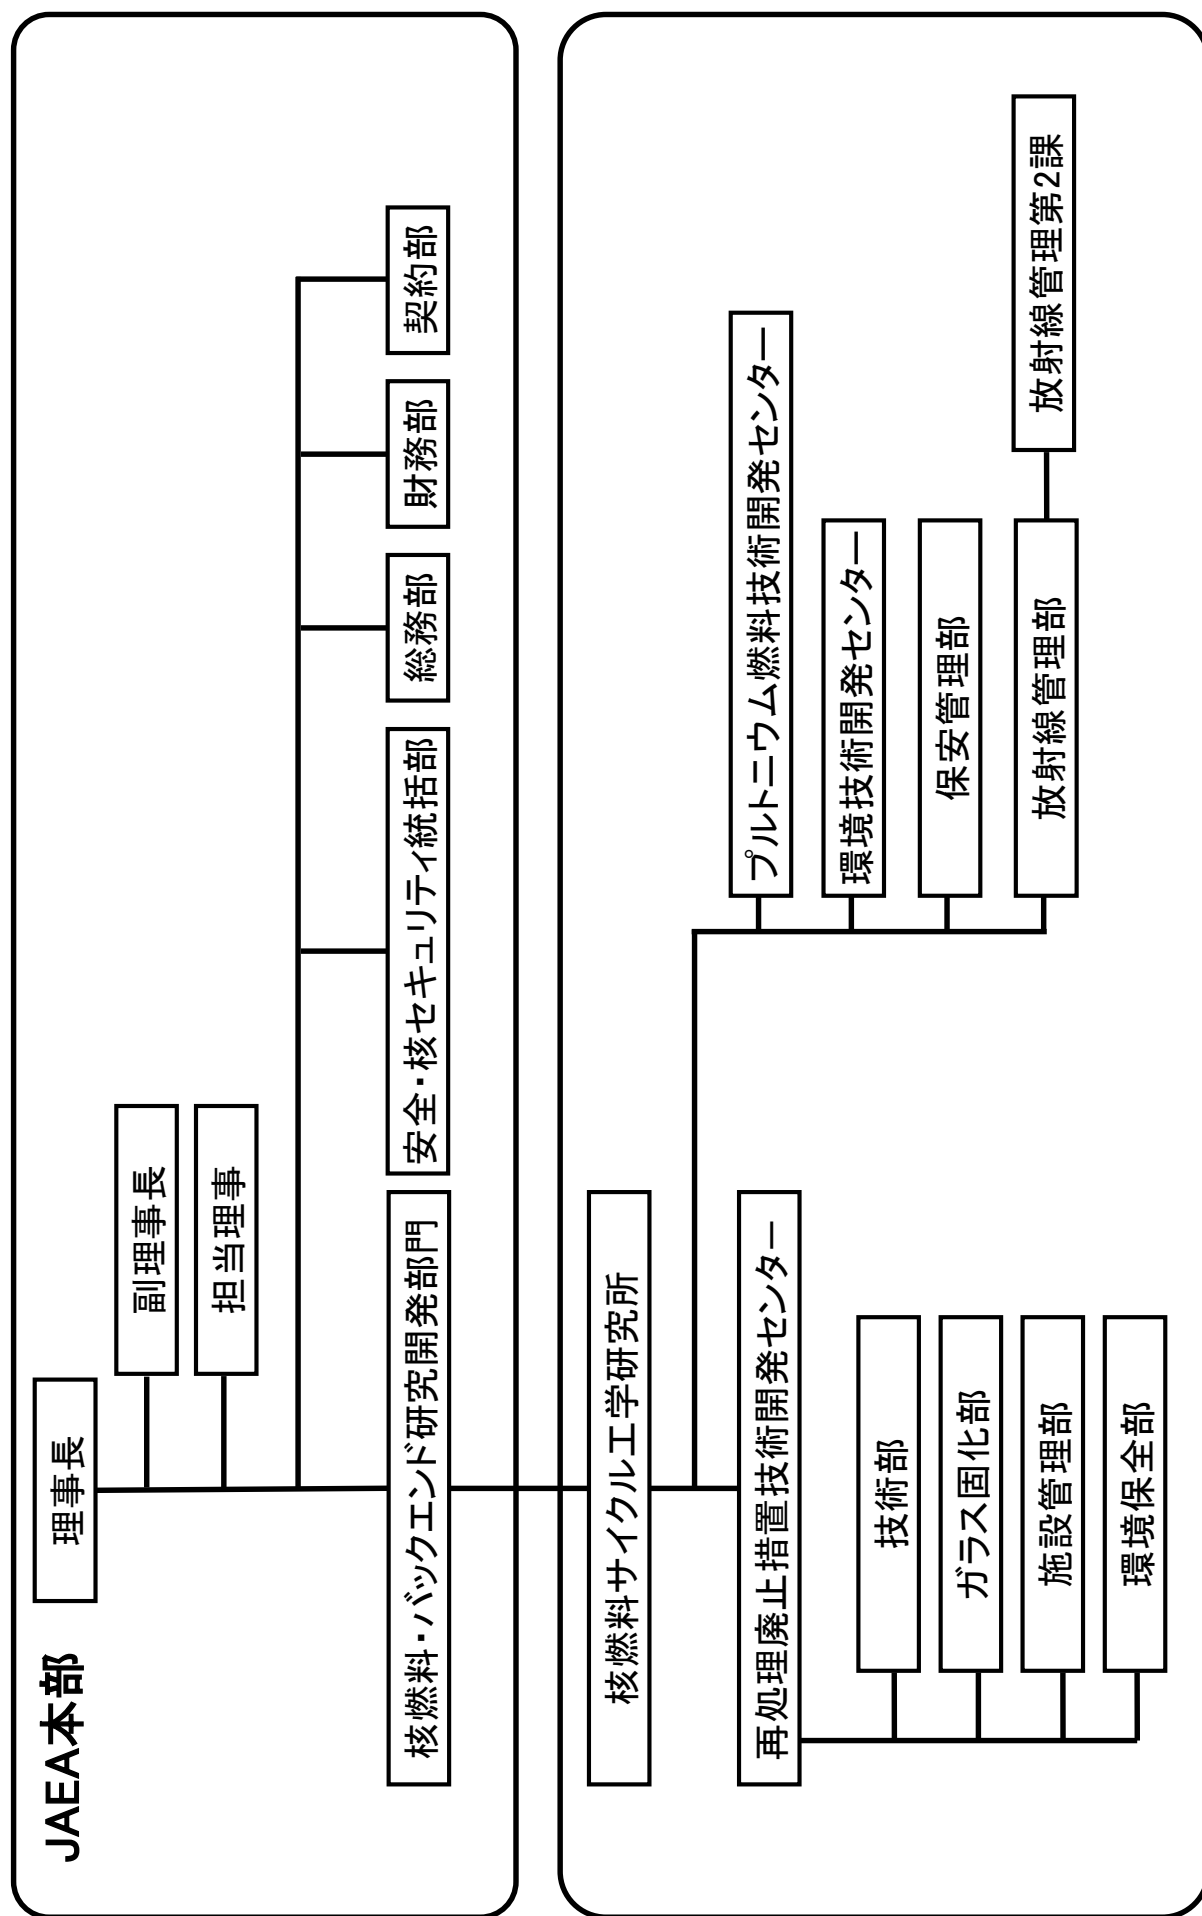 JAEA本部
理事長
副理事長
担当理事
核燃料・バックエンド研究開発部門
安全・核セキュリティ統括部
総務部
財務部
契約部
核燃料サイクル工学研究所
再処理廃止措置技術開発センター
技術部
ガラス固化部
施設管理部
環境保全部
プルトニウム燃料技術開発センター
環境技術開発センター
保安管理部
放射線管理部
放射線管理第2課